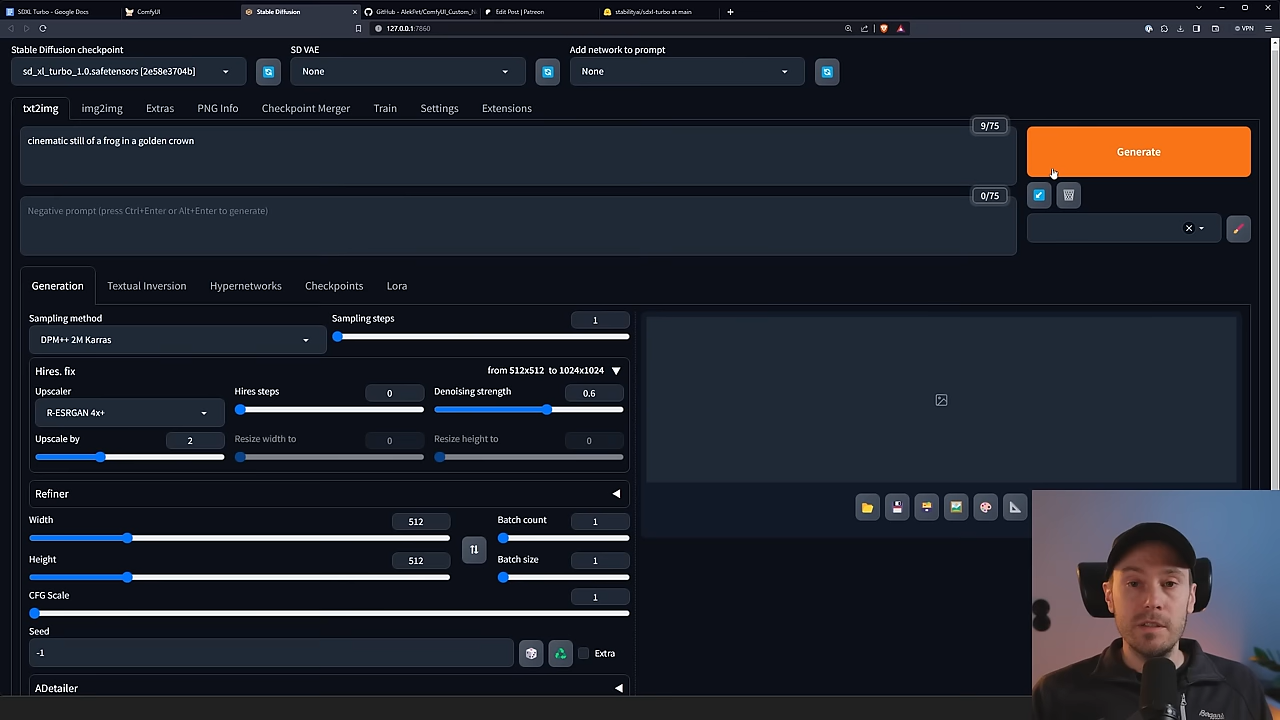 SDXL Turbo - Google Docs
ComfyUI
Stable Diffusion
GitHub - AlekPet/ComfyUI_Custom_N
Edit Post | Patreon
stabilityai/sdxl-turbo at main
127.0.0.1:7860
VPN
Stable Diffusion checkpoint
SD VAE
Add network to prompt
sd_xl_turbo_1.0.safetensors [2e58e3704b]
None
None
txt2img
img2img
Extras
PNG Info
Checkpoint Merger
Train
Settings
Extensions
9/75
cinematic still of a frog in a golden crown
Generate
0/75
Negative prompt (press Ctrl+Enter or Alt+Enter to generate)
Generation
Textual Inversion
Hypernetworks
Checkpoints
Lora
Sampling method
Sampling steps
1
DPM++ 2M Karras
Hires. fix
from 512x512 to 1024x1024
Upscaler
Hires steps
0
Denoising strength
0.6
R-ESRGAN 4x+
Upscale by
2
Resize width to
0
Resize height to
0
Refiner
Width
512
Batch count
1
Height
512
Batch size
1
CFG Scale
1
Seed
-1
Extra
ADetailer